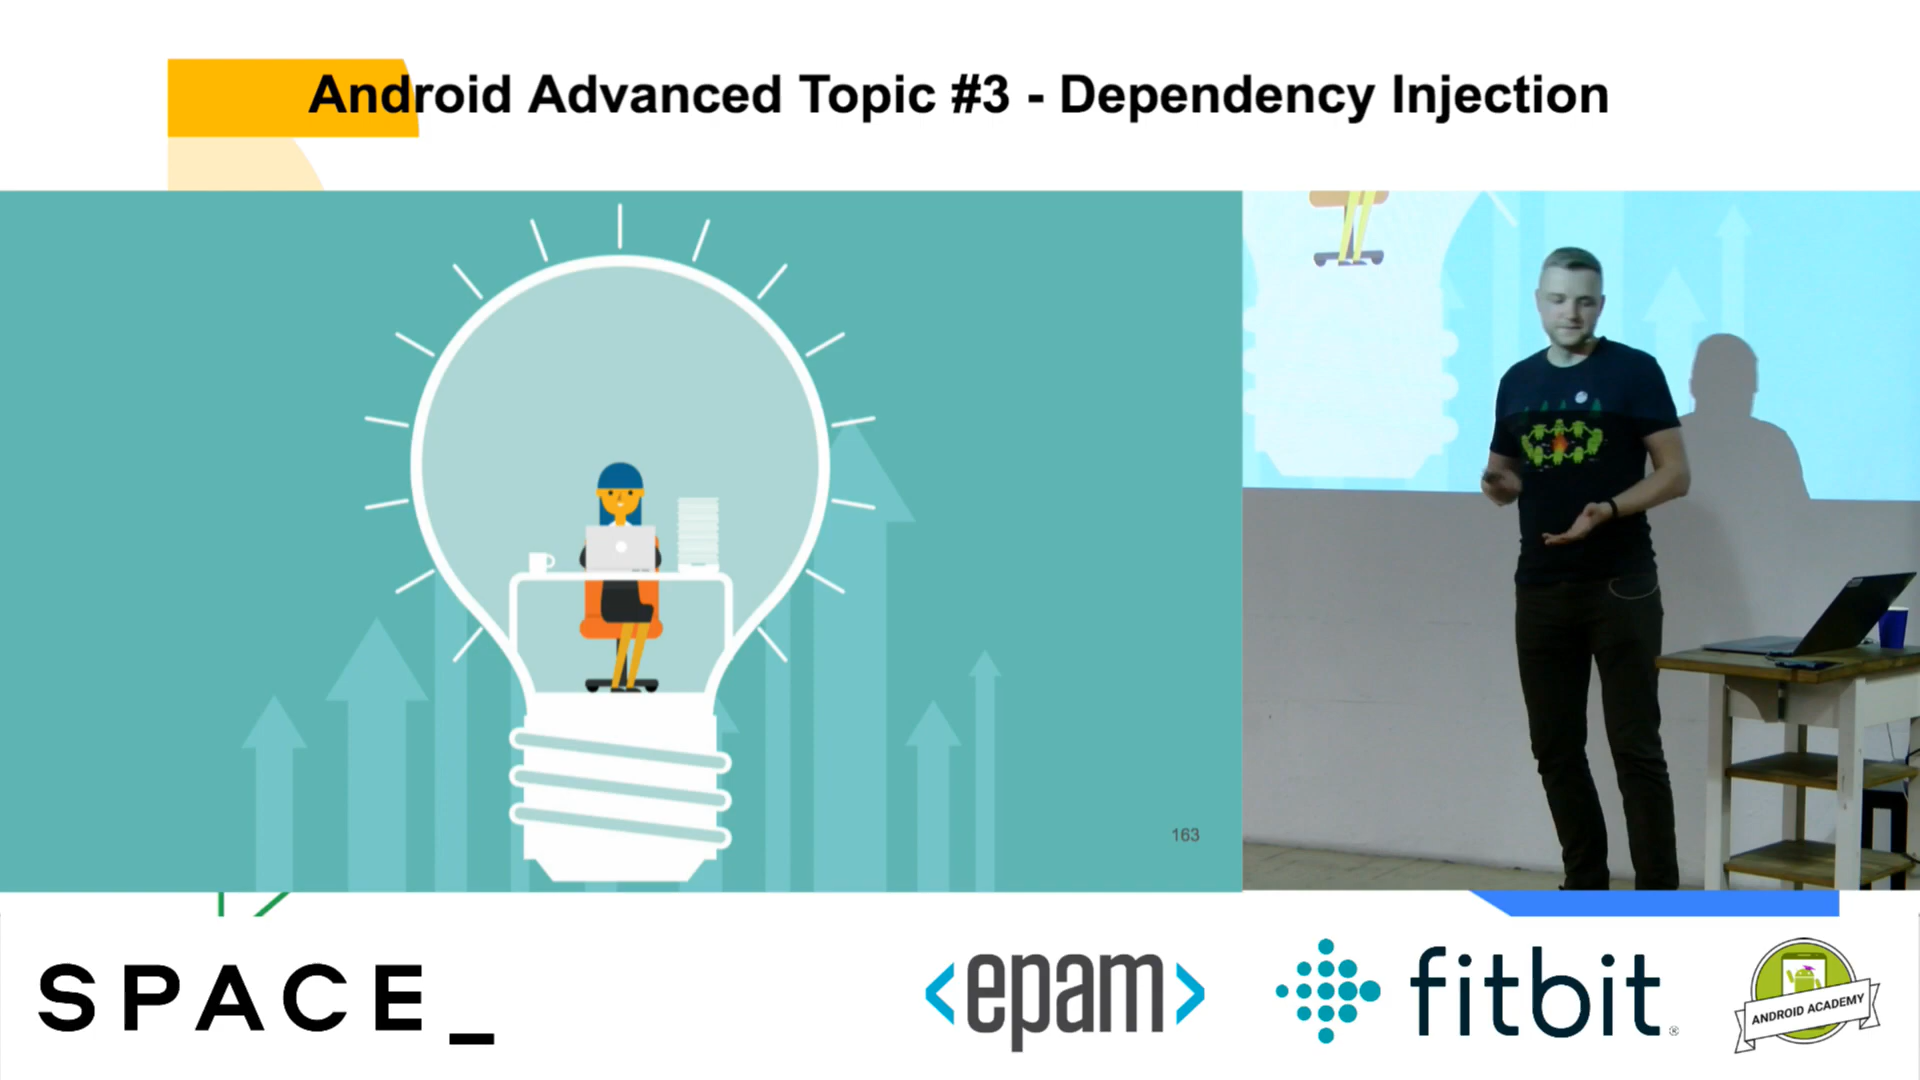 Android Advanced Topic #3 - Dependency Injection
163
SPACE_
<epam>
fitbit®
ANDROID ACADEMY